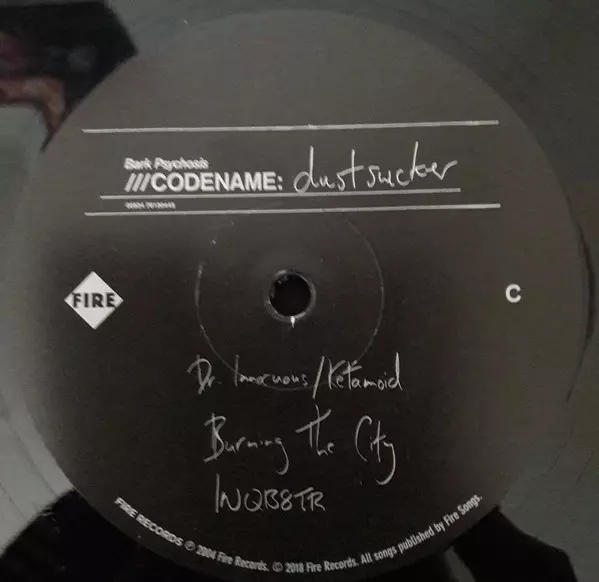 Bark Psychosis
///CODENAME: dustsucker
FIRE
C
Dr. Innocuous/Ketamoid
Burning The City
INQB8TR
FIRE RECORDS ℗ 2004 Fire Records. © 2018 Fire Records. All songs published by Fire Songs.